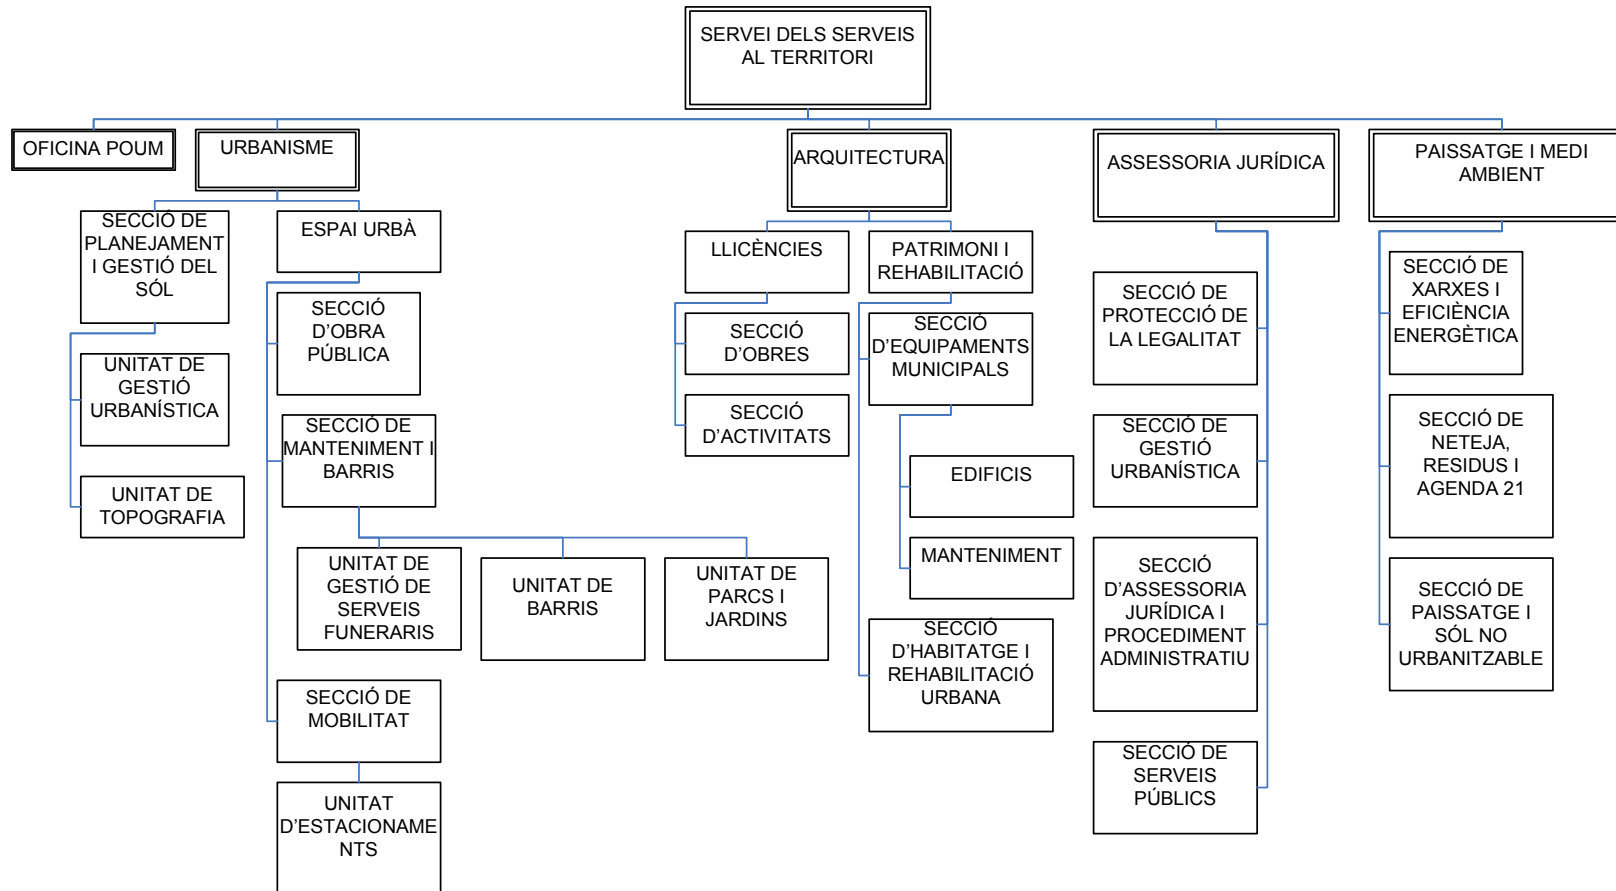 SERVEI DELS SERVEIS
AL TERRITORI
OFICINA POUM
URBANISME
ARQUITECTURA
ASSESSORIA JURÍDICA
PAISSATGE I MEDI
AMBIENT
SECCIÓ DE
PLANEJAMENT
I GESTIÓ DEL
SÓL
UNITAT DE
GESTIÓ
URBANÍSTICA
UNITAT DE
TOPOGRAFIA
ESPAI URBÀ
SECCIÓ
D’OBRA
PÚBLICA
SECCIÓ DE
MANTENIMENT I
BARRIS
UNITAT DE
GESTIÓ DE
SERVEIS
FUNERARIS
UNITAT DE
BARRIS
UNITAT DE
PARCS I
JARDINS
SECCIÓ DE
MOBILITAT
UNITAT
D’ESTACIONAME
NTS
LLICÈNCIES
SECCIÓ
D’OBRES
SECCIÓ
D’ACTIVITATS
PATRIMONI I
REHABILITACIÓ
SECCIÓ
D’EQUIPAMENTS
MUNICIPALS
EDIFICIS
MANTENIMENT
SECCIÓ
D’HABITATGE I
REHABILITACIÓ
URBANA
SECCIÓ DE
PROTECCIÓ DE
LA LEGALITAT
SECCIÓ DE
GESTIÓ
URBANÍSTICA
SECCIÓ
D’ASSESSORIA
JURÍDICA I
PROCEDIMENT
ADMINISTRATIU
SECCIÓ DE
SERVEIS
PÚBLICS
SECCIÓ DE
XARXES I
EFICIÈNCIA
ENERGÈTICA
SECCIÓ DE
NETEJA,
RESIDUS I
AGENDA 21
SECCIÓ DE
PAISSATGE I
SÓL NO
URBANITZABLE